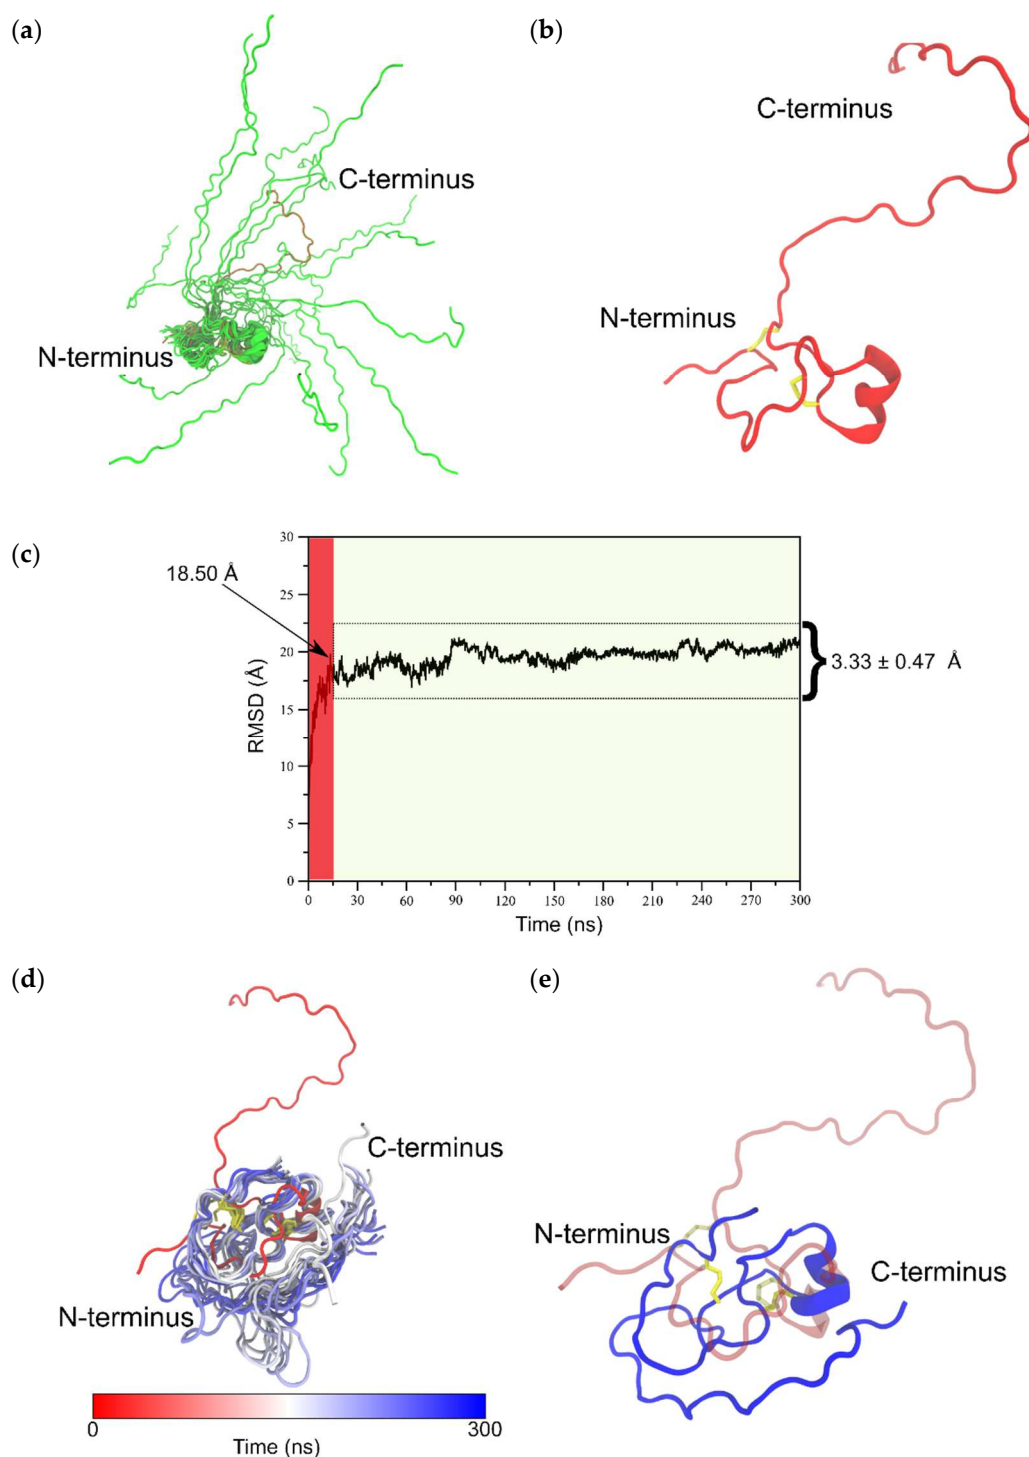 (a)
C-terminus
N-terminus
(b)
C-terminus
N-terminus
(c)
18.50 Å
30
25
20
15
10
5
0
RMSD (Å)
3.33 ± 0.47 Å
0 30 60 90 120 150 180 210 240 270 300
Time (ns)
(d)
C-terminus
N-terminus
0 300
Time (ns)
(e)
N-terminus
C-terminus